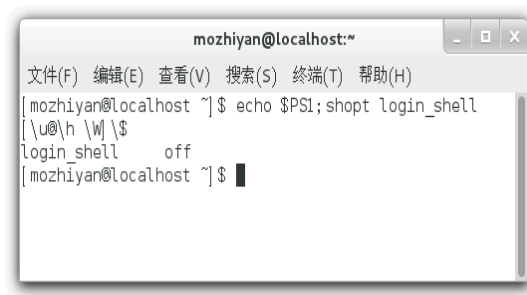 mozhiyan@localhost:~
文件(F) 编辑(E) 查看(V) 搜索(S) 终端(T) 帮助(H)
[mozhiyan@localhost ~]$ echo $PS1;shopt login_shell
[\u@\h \W]\$
login_shell off
[mozhiyan@localhost ~]$